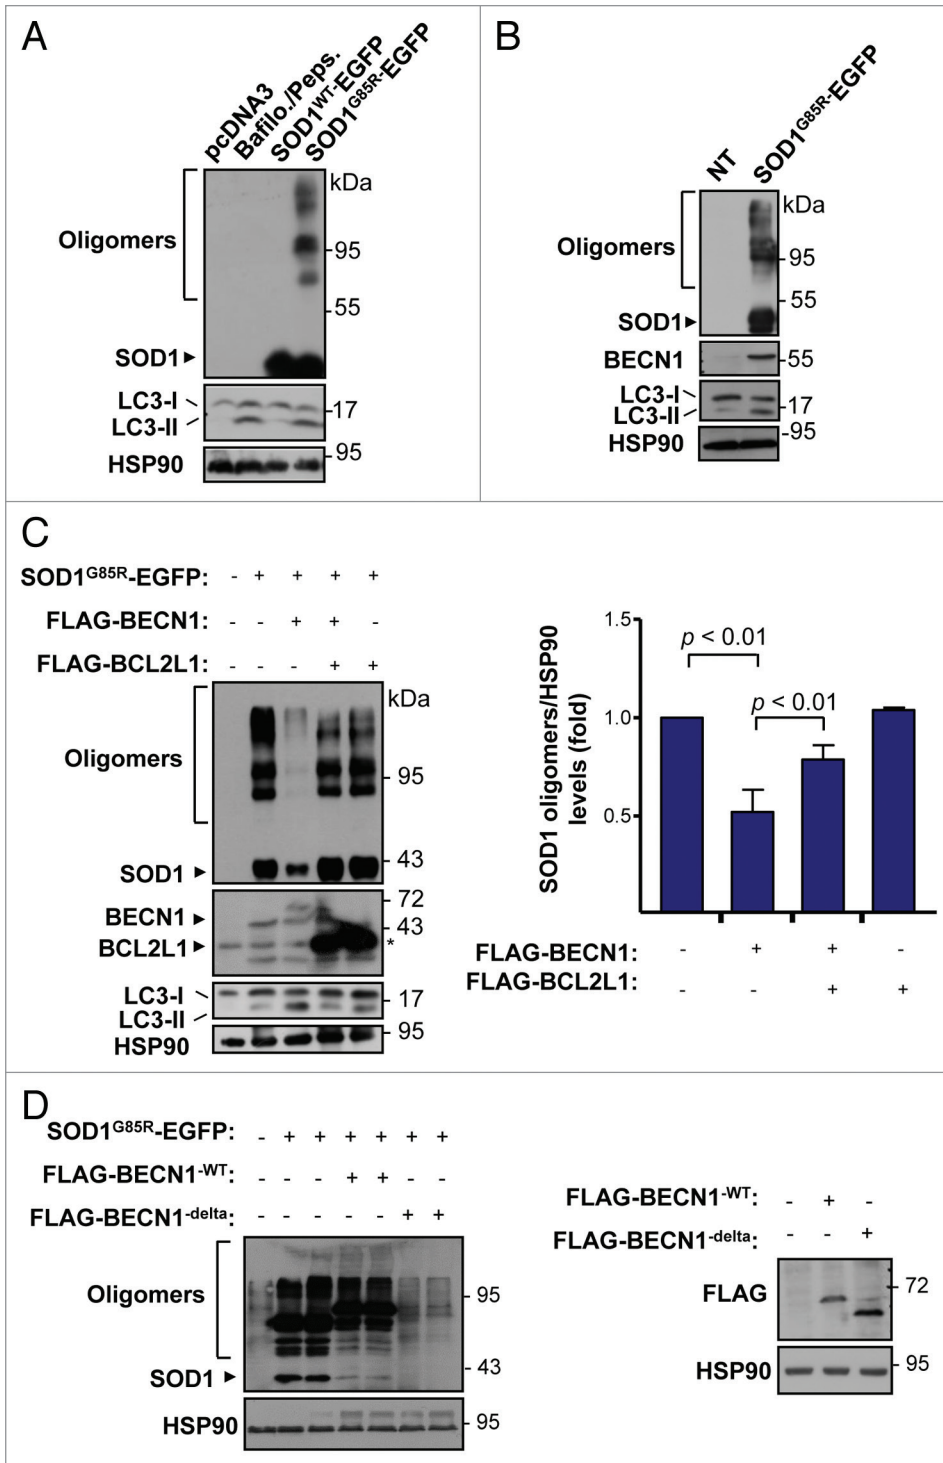 A
pcDNA3
Bafilo./Peps.
SOD1WT-EGFP
SOD1G85R-EGFP
kDa
Oligomers
95
55
SOD1
LC3-I
17
LC3-II
95
HSP90
B
NT
SOD1G85R-EGFP
kDa
Oligomers
95
55
SOD1
BECN1
55
LC3-I
17
LC3-II
95
HSP90
C
SOD1G85R-EGFP: - + + + +
FLAG-BECN1: - - + + -
FLAG-BCL2L1: - - - + +
kDa
Oligomers
95
43
SOD1
72
BECN1
43
BCL2L1
*
LC3-I
17
LC3-II
95
HSP90
SOD1 oligomers/HSP90
levels (fold)
1.5
1.0
0.5
p < 0.01
p < 0.01
FLAG-BECN1: - + + -
FLAG-BCL2L1: - - + +
D
SOD1G85R-EGFP: - + + + + + +
FLAG-BECN1-WT: - - - + + - -
FLAG-BECN1-delta: - - - - - + +
Oligomers
95
43
SOD1
HSP90
95
FLAG-BECN1-WT: - + -
FLAG-BECN1-delta: - - +
FLAG
72
HSP90
95